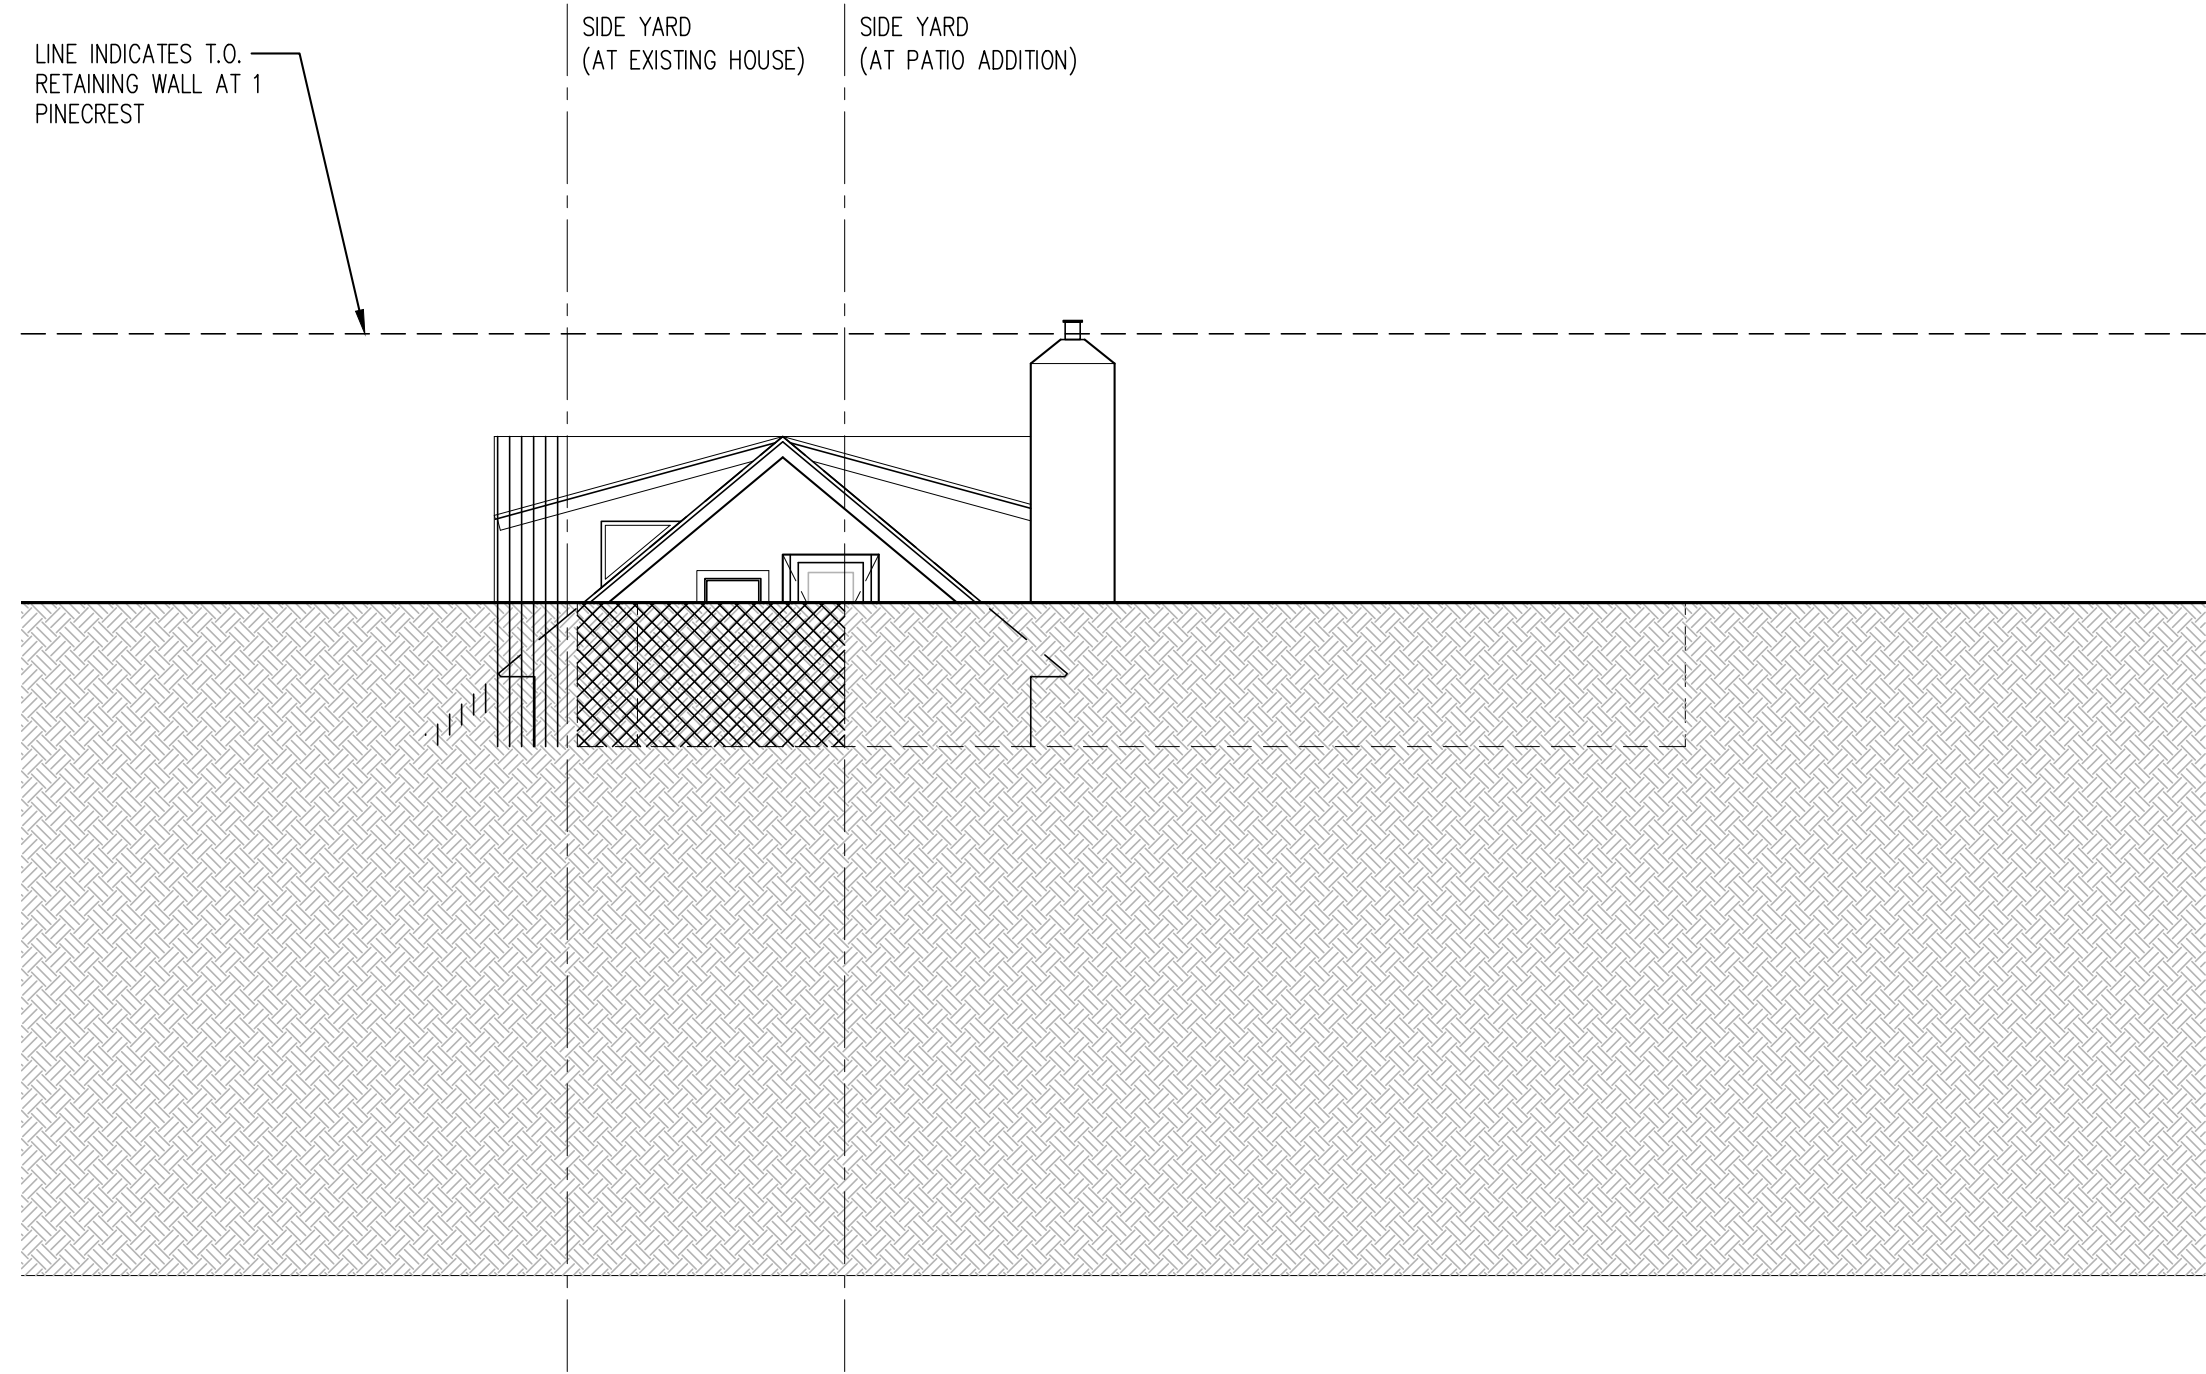 LINE INDICATES T.O.
RETAINING WALL AT 1
PINECREST
SIDE YARD
(AT EXISTING HOUSE)
SIDE YARD
(AT PATIO ADDITION)